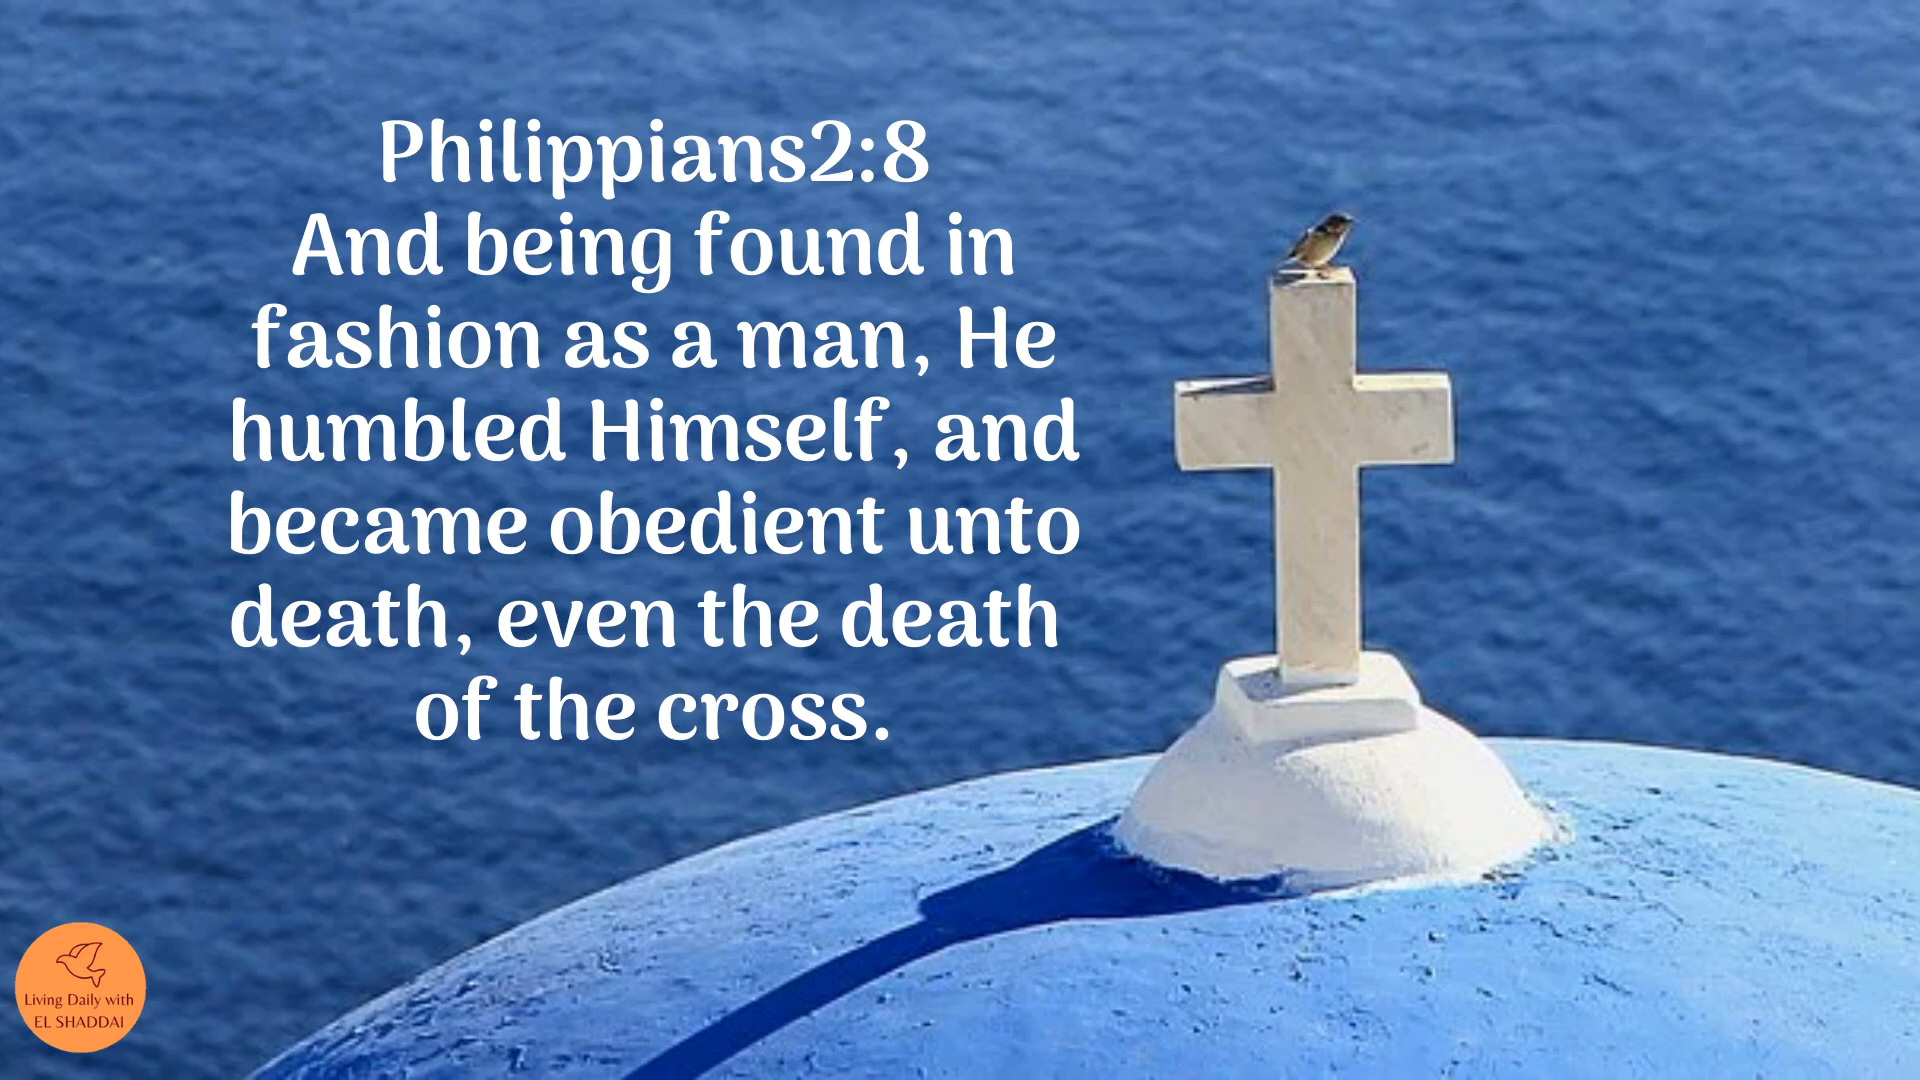 Philippians2:8
And being found in
fashion as a man, He
humbled Himself, and
became obedient unto
death, even the death
of the cross.
Living Daily with
EL SHADDAI